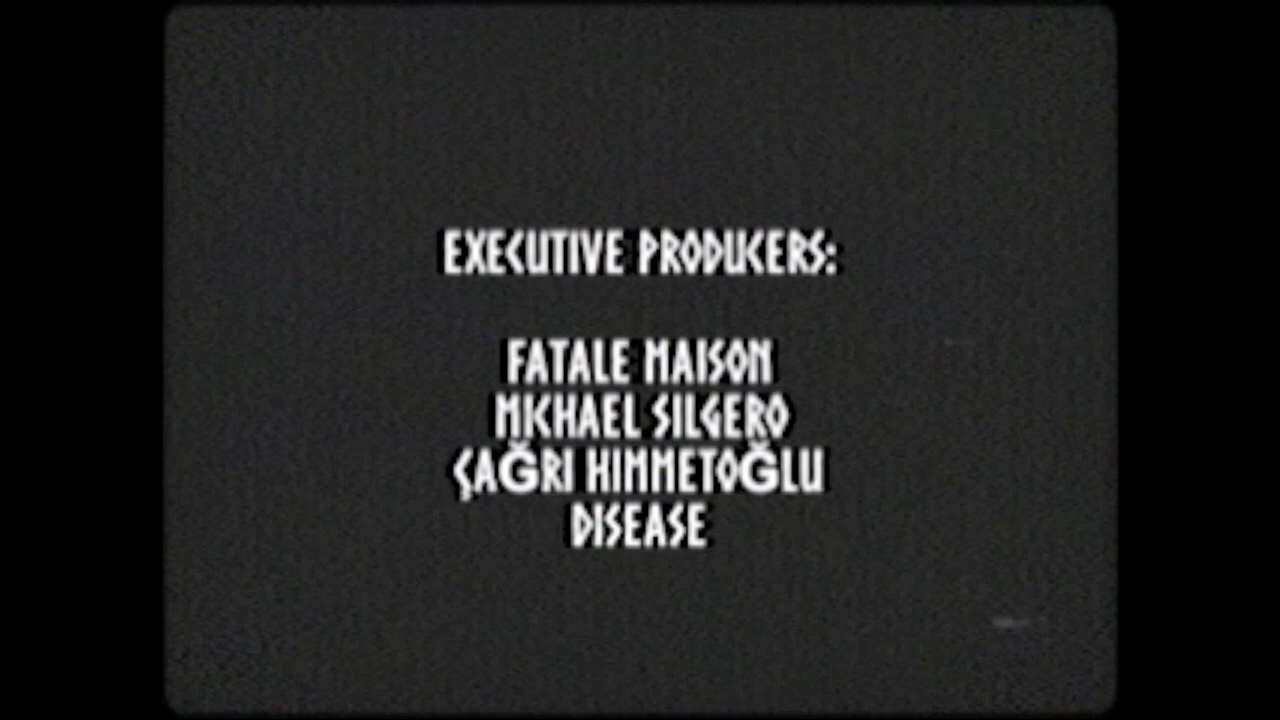 EXECUTIVE PRODUCERS:
FATALE MAISON
MICHAEL SILGERO
ÇAĞRI HIMMETOĞLU
DISEASE